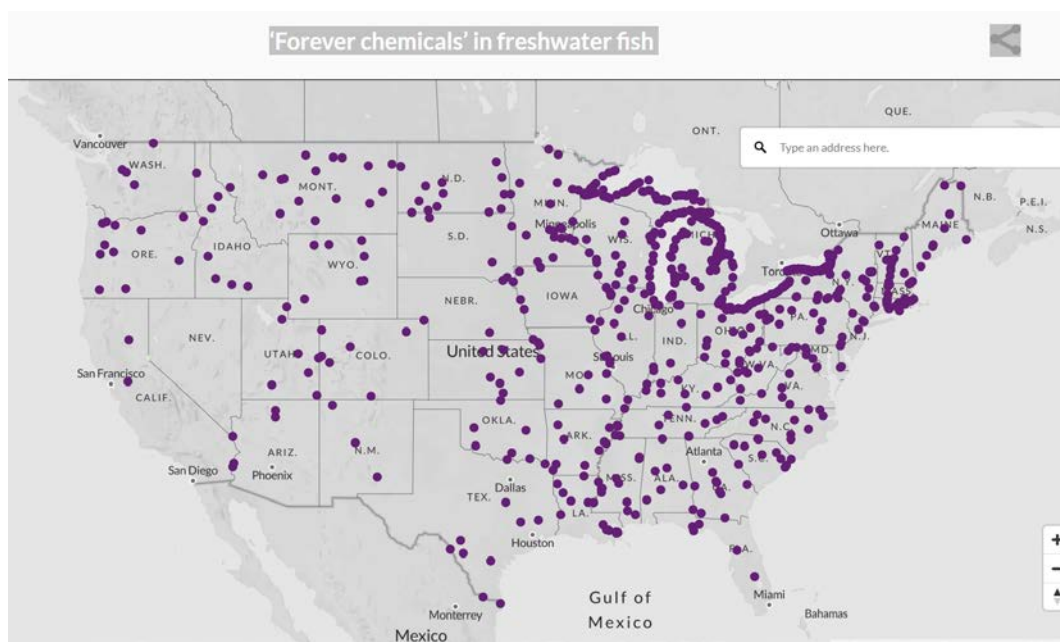 ‘Forever chemicals’ in freshwater fish
QUE.
ONT.
Vancouver
WASH.
Type an address here.
N.B.
P.E.I.
N.S.
MONT.
N.D.
MINN.
Minneapolis
Ottawa
MAINE
ORE.
IDAHO
S.D.
WIS.
MICH.
VT.
WYO.
N.Y.
MASS.
NEBR.
IOWA
Chicago
PA.
NEV.
UTAH
COLO.
United States
IND.
OHIO
N.J.
MD.
San Francisco
CALIF.
MO.
W.VA.
VA.
KY.
OKLA.
TENN.
N.C.
ARIZ.
N.M.
ARK.
Atlanta
S.C.
San Diego
Phoenix
Dallas
MISS.
ALA.
TEX.
LA.
Houston
FLA.
Gulf of
Mexico
Miami
Bahamas
Monterrey
Mexico